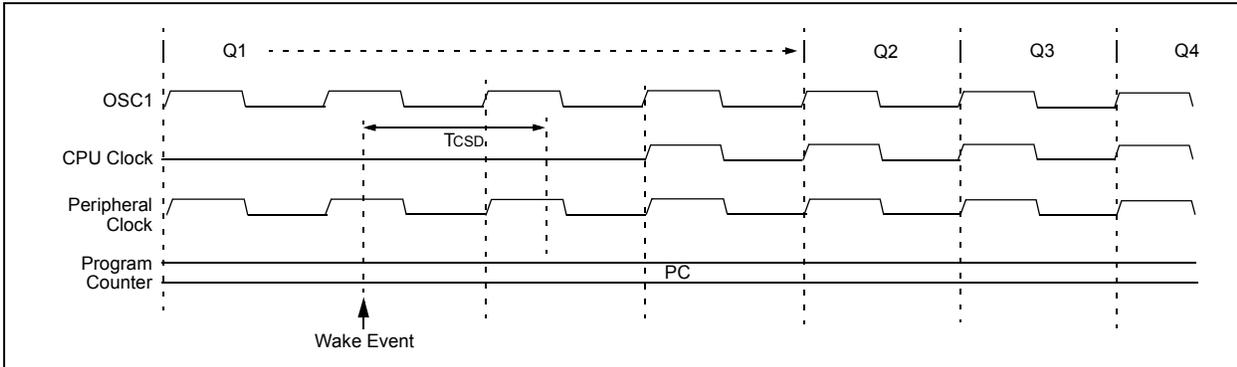 Q1
Q2
Q3
Q4
OSC1
TCSD
CPU Clock
Peripheral
Clock
Program
Counter
PC
Wake Event